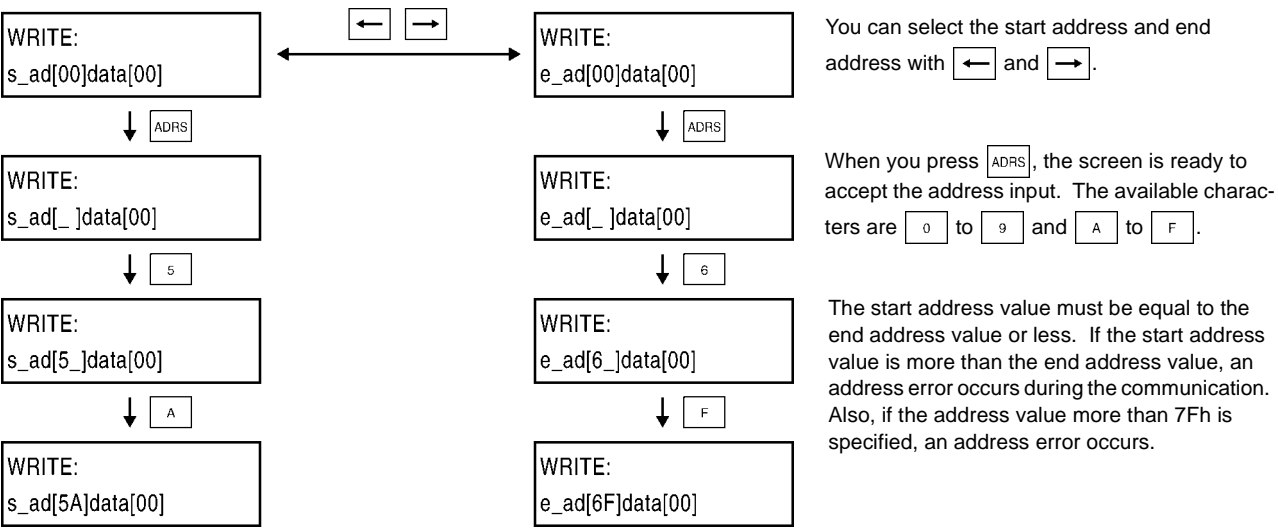 WRITE:
s_ad[00]data[00]
← →
WRITE:
e_ad[00]data[00]
You can select the start address and end
address with ← and →.
ADRS
ADRS
WRITE:
s_ad[_ ]data[00]
WRITE:
e_ad[_ ]data[00]
When you press ADRS, the screen is ready to
accept the address input.  The available charac-
ters are 0 to 9 and A to F.
5
6
WRITE:
s_ad[5_]data[00]
WRITE:
e_ad[6_]data[00]
The start address value must be equal to the
end address value or less.  If the start address
value is more than the end address value, an
address error occurs during the communication.
Also, if the address value more than 7Fh is
specified, an address error occurs.
A
F
WRITE:
s_ad[5A]data[00]
WRITE:
e_ad[6F]data[00]